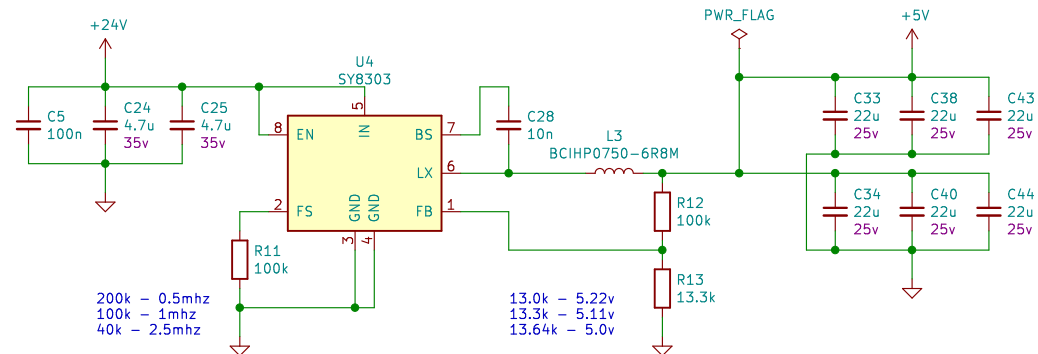 PWR_FLAG
+24V
+5V
U4
SY8303
C5
100n
C24
4.7u
35v
C25
4.7u
35v
5
IN
8
EN
BS
7
C28
10n
LX
6
L3
BCIHP0750-6R8M
2
FS
GND
GND
FB
1
3
4
R11
100k
R12
100k
R13
13.3k
C33
22u
25v
C38
22u
25v
C43
22u
25v
C34
22u
25v
C40
22u
25v
C44
22u
25v
200k - 0.5mhz
100k - 1mhz
40k - 2.5mhz
13.0k - 5.22v
13.3k - 5.11v
13.64k - 5.0v